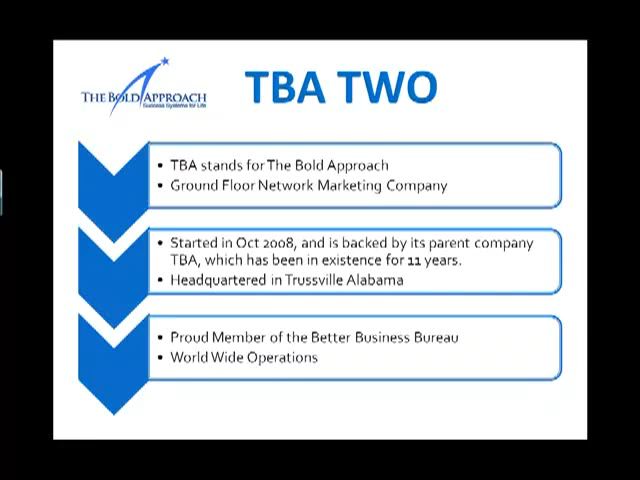 THE BOLD APPROACH
Success Systems for Life
TBA TWO
• TBA stands for The Bold Approach
• Ground Floor Network Marketing Company
• Started in Oct 2008, and is backed by its parent company
TBA, which has been in existence for 11 years.
• Headquartered in Trussville Alabama
• Proud Member of the Better Business Bureau
• World Wide Operations